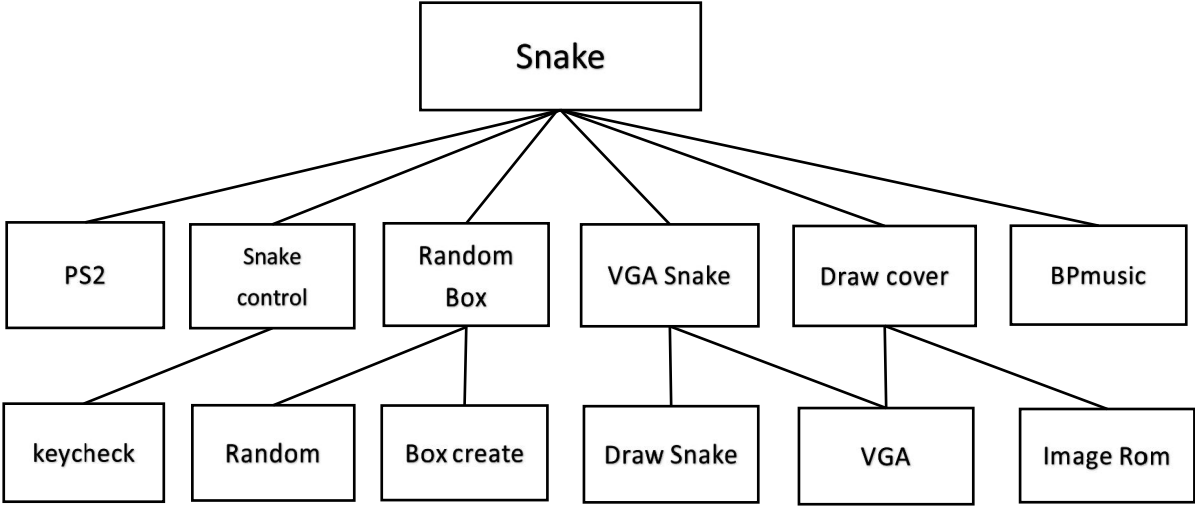 Snake
PS2
Snake
control
Random
Box
VGA Snake
Draw cover
BPmusic
keycheck
Random
Box create
Draw Snake
VGA
Image Rom